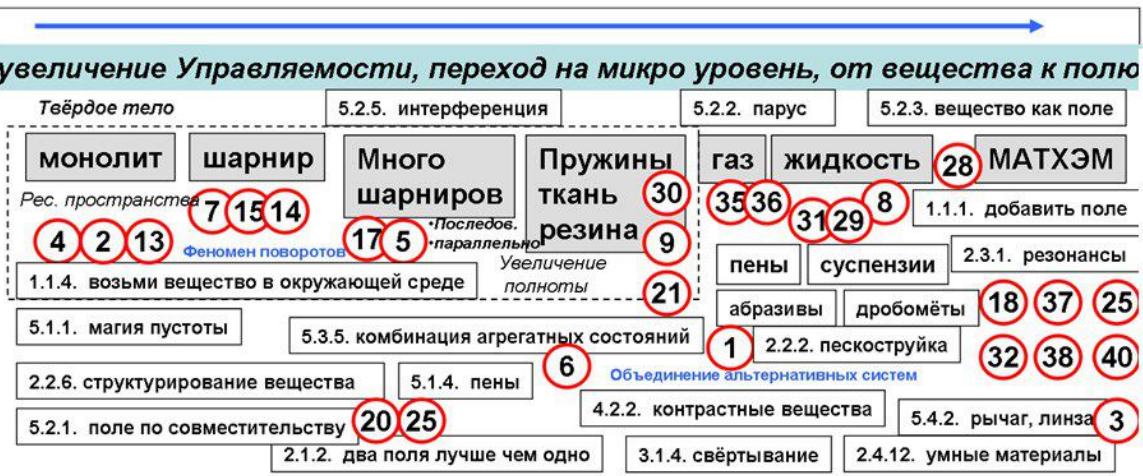 увеличение Управляемости, переход на микро уровень, от вещества к полю
Твёрдое тело
5.2.5. интерференция
5.2.2. парус
5.2.3. вещество как поле
монолит
шарнир
Много
шарниров
Пружины
ткань
резина
газ
жидкость
28
МАТХЭМ
Рес. пространства
7 15 14
30
35 36
31 29 8
1.1.1. добавить поле
4 2 13
Феномен поворотов
17 5
•Последов.
•параллельно
9
Увеличение
полноты
21
пены
суспензии
2.3.1. резонансы
1.1.4. возьми вещество в окружающей среде
абразивы
дробомёты
18 37 25
5.1.1. магия пустоты
5.3.5. комбинация агрегатных состояний
1
2.2.2. пескоструйка
32 38 40
6
Объединение альтернативных систем
2.2.6. структурирование вещества
5.1.4. пены
4.2.2. контрастные вещества
5.4.2. рычаг, линза
3
5.2.1. поле по совместительству
20 25
2.1.2. два поля лучше чем одно
3.1.4. свёртывание
2.4.12. умные материалы